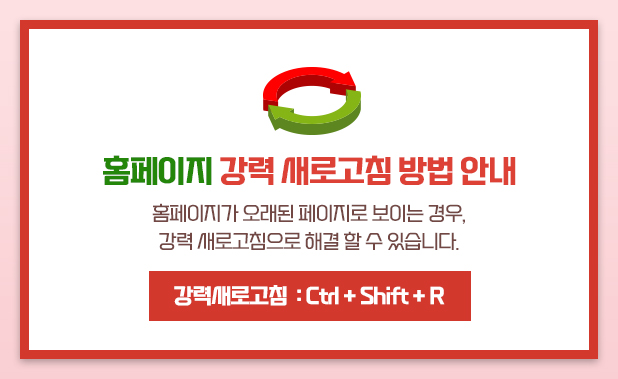 홈페이지 강력 새로고침 방법 안내
홈페이지가 오래된 페이지로 보이는 경우,
강력 새로고침으로 해결 할 수 있습니다.
강력새로고침 : Ctrl + Shift + R